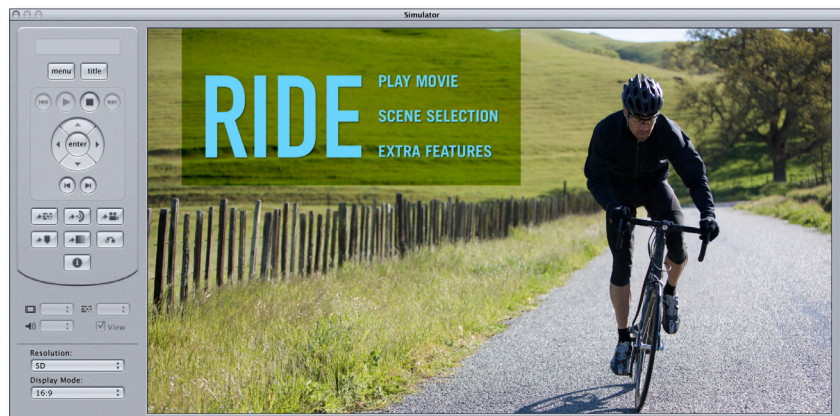 Simulator
menu title
enter
View
Resolution:
SD
Display Mode:
16:9
RIDE
PLAY MOVIE
SCENE SELECTION
EXTRA FEATURES